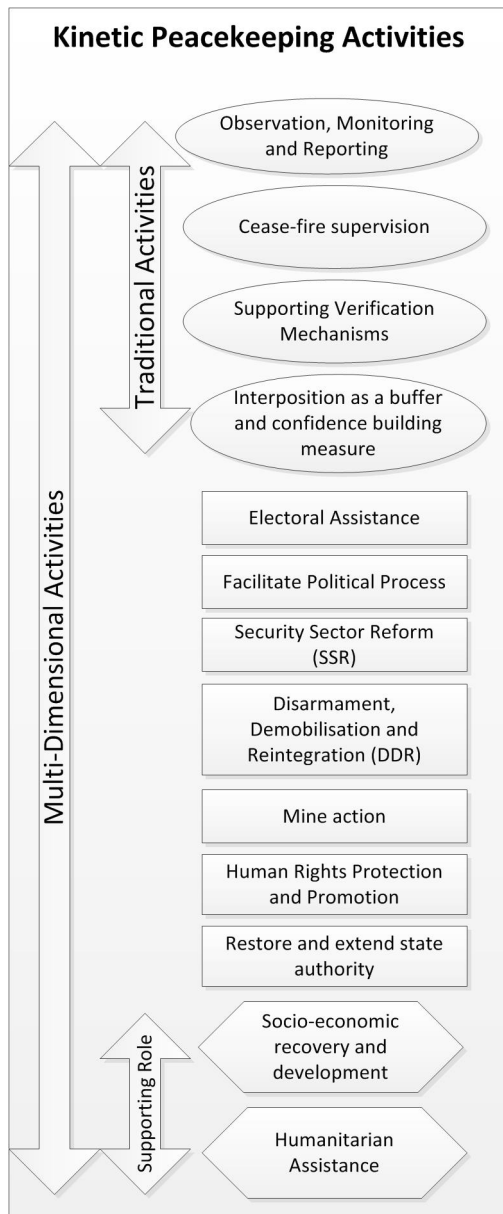 Kinetic Peacekeeping Activities
Multi-Dimensional Activities
Traditional Activities
Observation, Monitoring
and Reporting
Cease-fire supervision
Supporting Verification
Mechanisms
Interposition as a buffer
and confidence building
measure
Electoral Assistance
Facilitate Political Process
Security Sector Reform
(SSR)
Disarmament,
Demobilisation and
Reintegration (DDR)
Mine action
Human Rights Protection
and Promotion
Restore and extend state
authority
Supporting Role
Socio-economic
recovery and
development
Humanitarian
Assistance